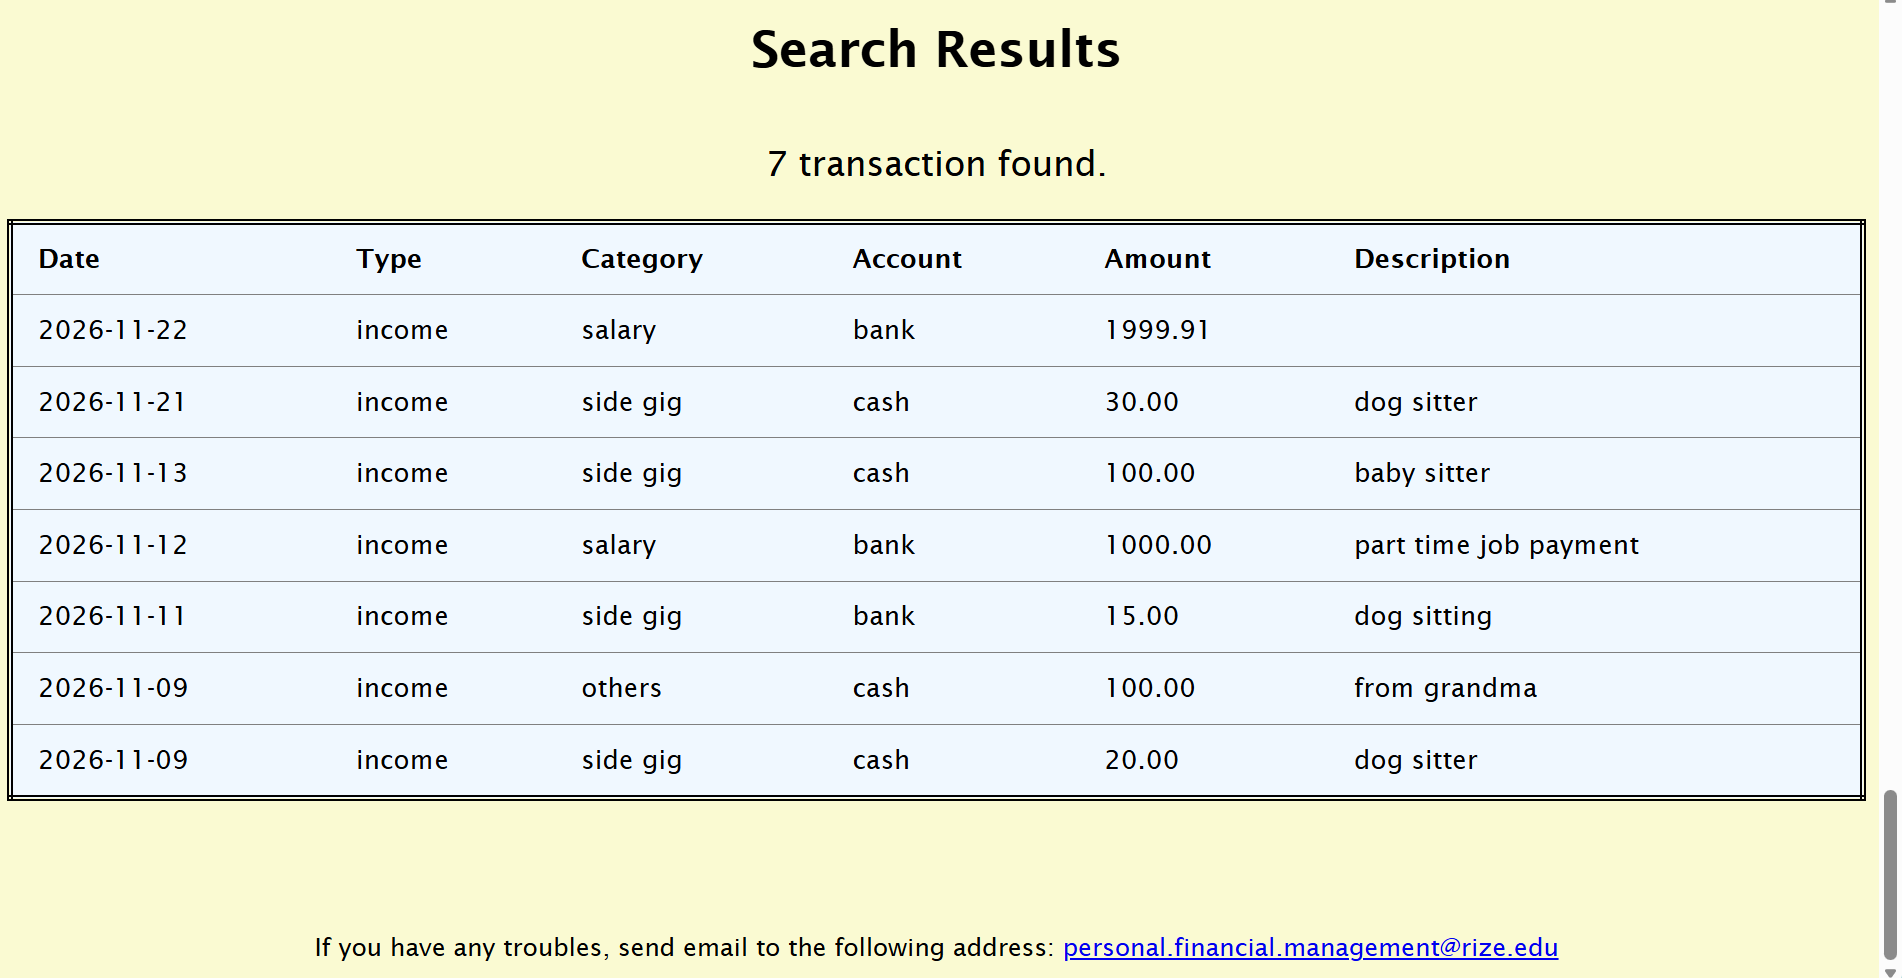 Search Results
7 transaction found.
Date Type Category Account Amount Description
2026-11-22 income salary bank 1999.91
2026-11-21 income side gig cash 30.00 dog sitter
2026-11-13 income side gig cash 100.00 baby sitter
2026-11-12 income salary bank 1000.00 part time job payment
2026-11-11 income side gig bank 15.00 dog sitting
2026-11-09 income others cash 100.00 from grandma
2026-11-09 income side gig cash 20.00 dog sitter
If you have any troubles, send email to the following address: personal.financial.management@rize.edu